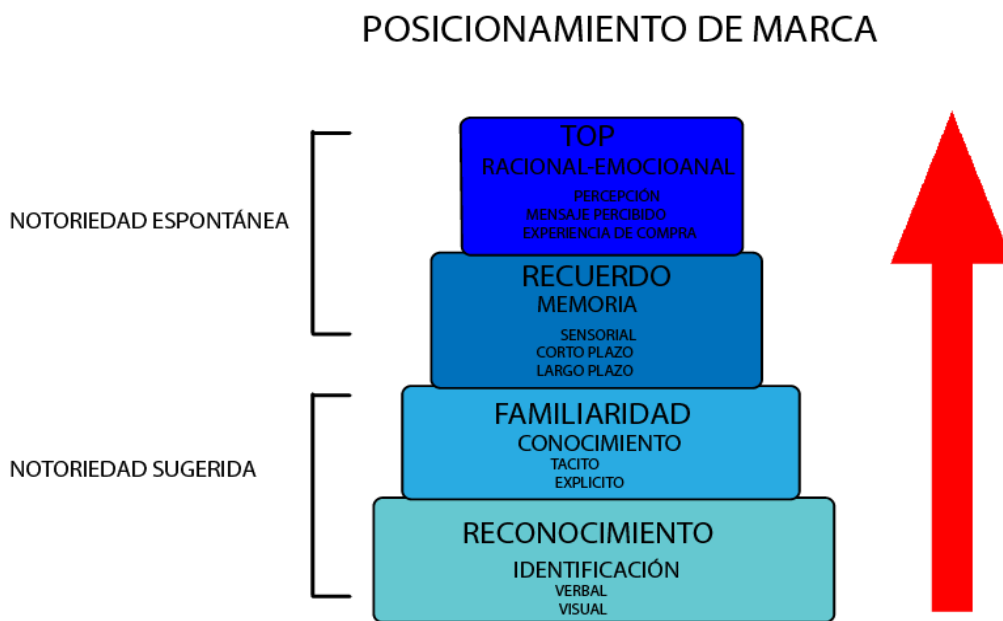 POSICIONAMIENTO DE MARCA
NOTORIEDAD ESPONTÁNEA
TOP
RACIONAL-EMOCIOANAL
PERCEPCIÓN
MENSAJE PERCIBIDO
EXPERIENCIA DE COMPRA
RECUERDO
MEMORIA
SENSORIAL
CORTO PLAZO
LARGO PLAZO
NOTORIEDAD SUGERIDA
FAMILIARIDAD
CONOCIMIENTO
TACITO
EXPLICITO
RECONOCIMIENTO
IDENTIFICACIÓN
VERBAL
VISUAL